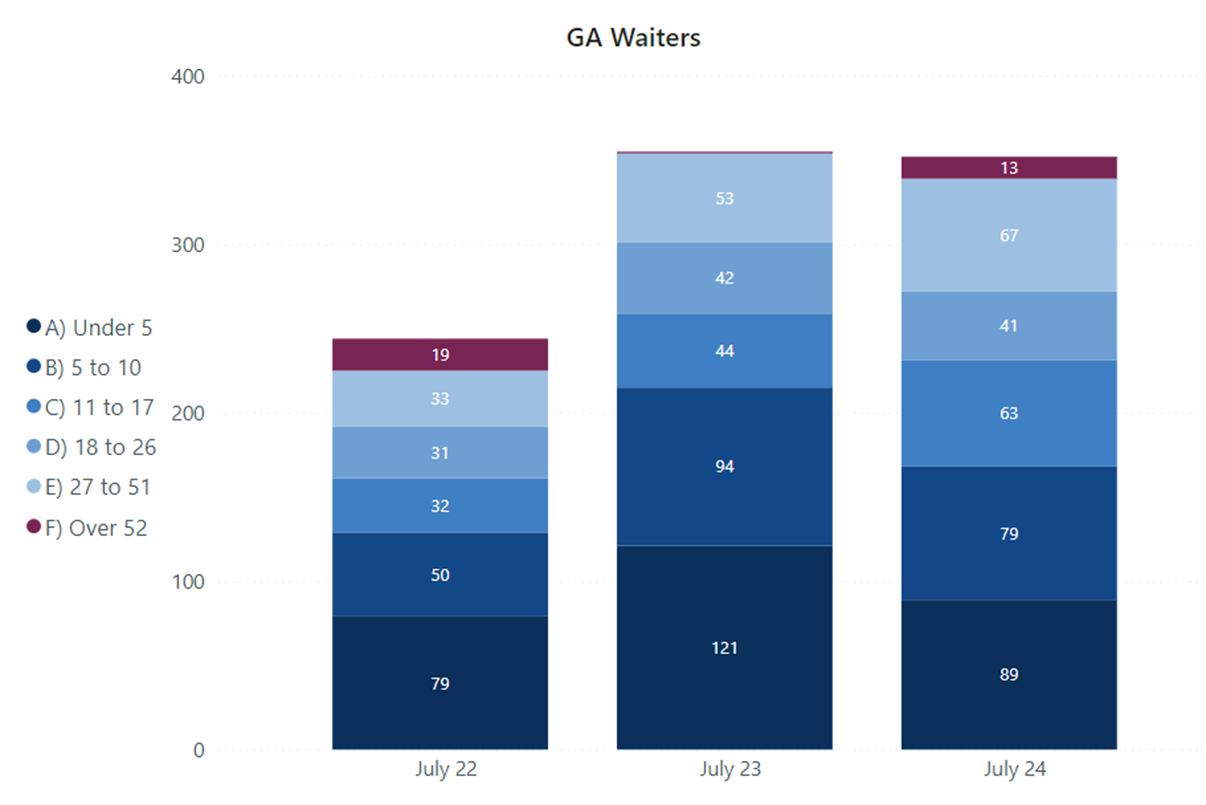 GA Waiters
400
300
200
100
0
A) Under 5
B) 5 to 10
C) 11 to 17
D) 18 to 26
E) 27 to 51
F) Over 52
19
33
31
32
50
79
53
42
44
94
121
13
67
41
63
79
89
July 22 July 23 July 24